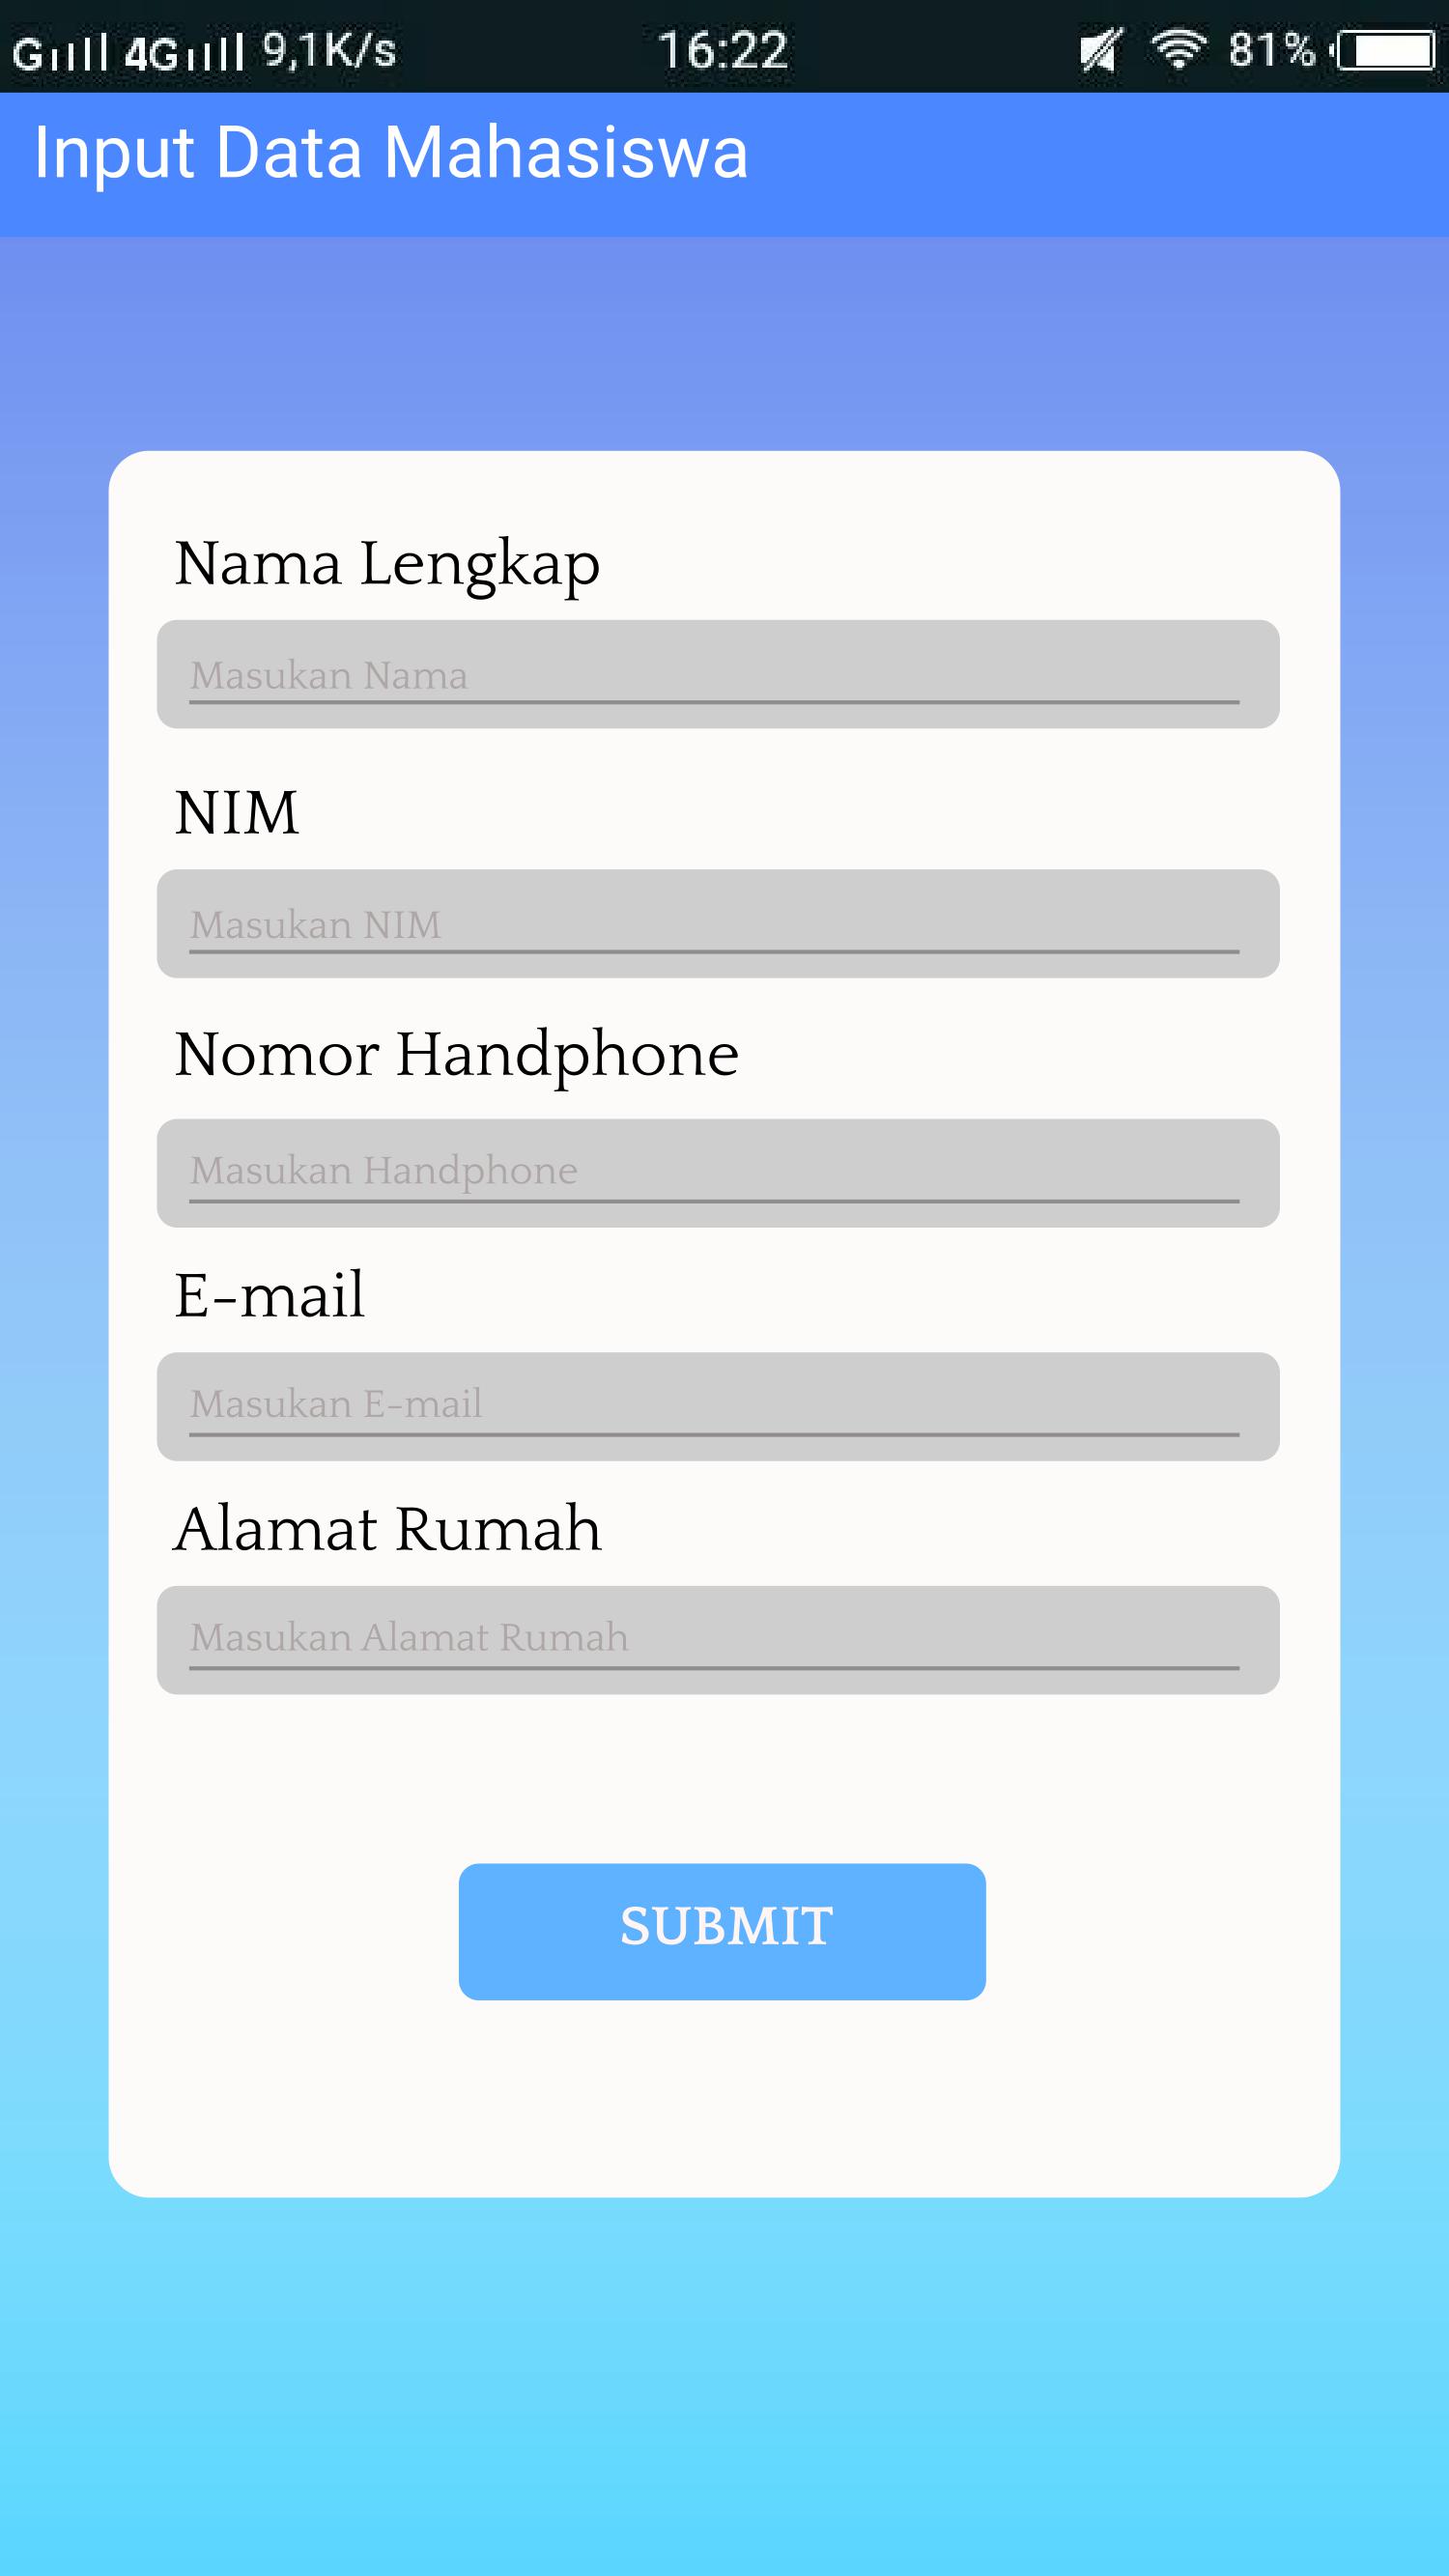 G 4G 9,1K/s 16:22 81%
Input Data Mahasiswa
Nama Lengkap
Masukan Nama
NIM
Masukan NIM
Nomor Handphone
Masukan Handphone
E-mail
Masukan E-mail
Alamat Rumah
Masukan Alamat Rumah
SUBMIT